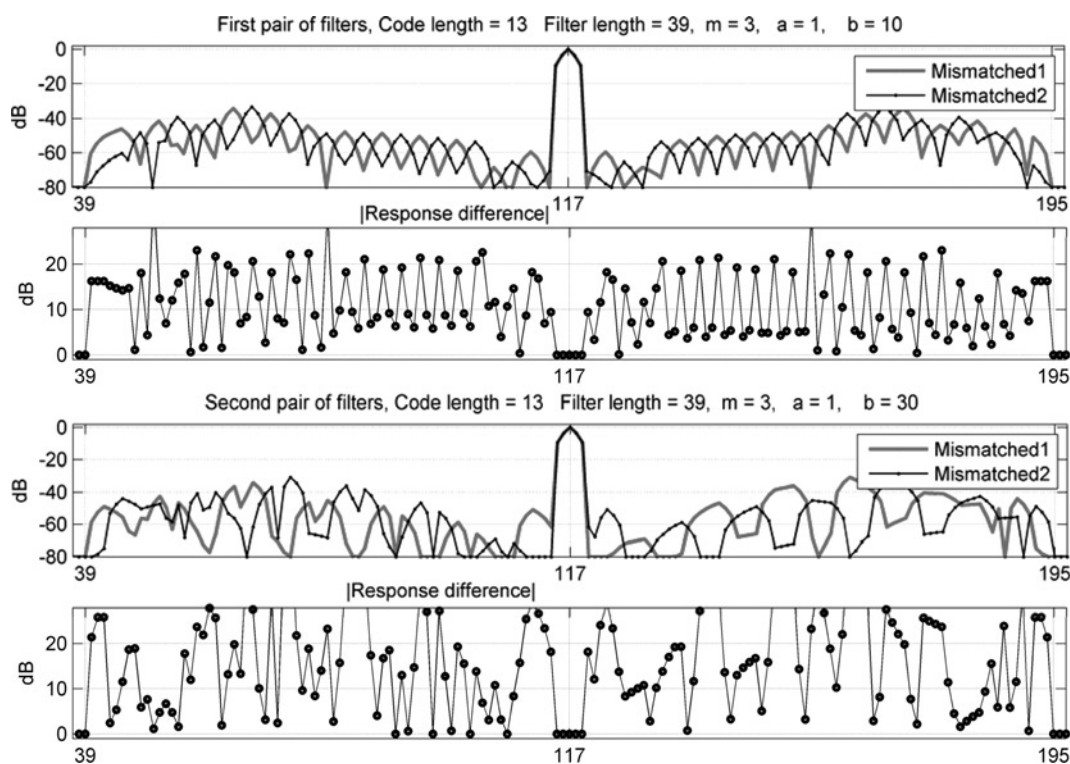 First pair of filters, Code length = 13 Filter length = 39, m = 3, a = 1, b = 10
0
-20
-40
-60
-80
dB
Mismatched1
Mismatched2
39
117
195
|Response difference|
20
10
0
dB
39
117
195
Second pair of filters, Code length = 13 Filter length = 39, m = 3, a = 1, b = 30
0
-20
-40
-60
-80
dB
Mismatched1
Mismatched2
39
117
195
|Response difference|
20
10
0
dB
39
117
195